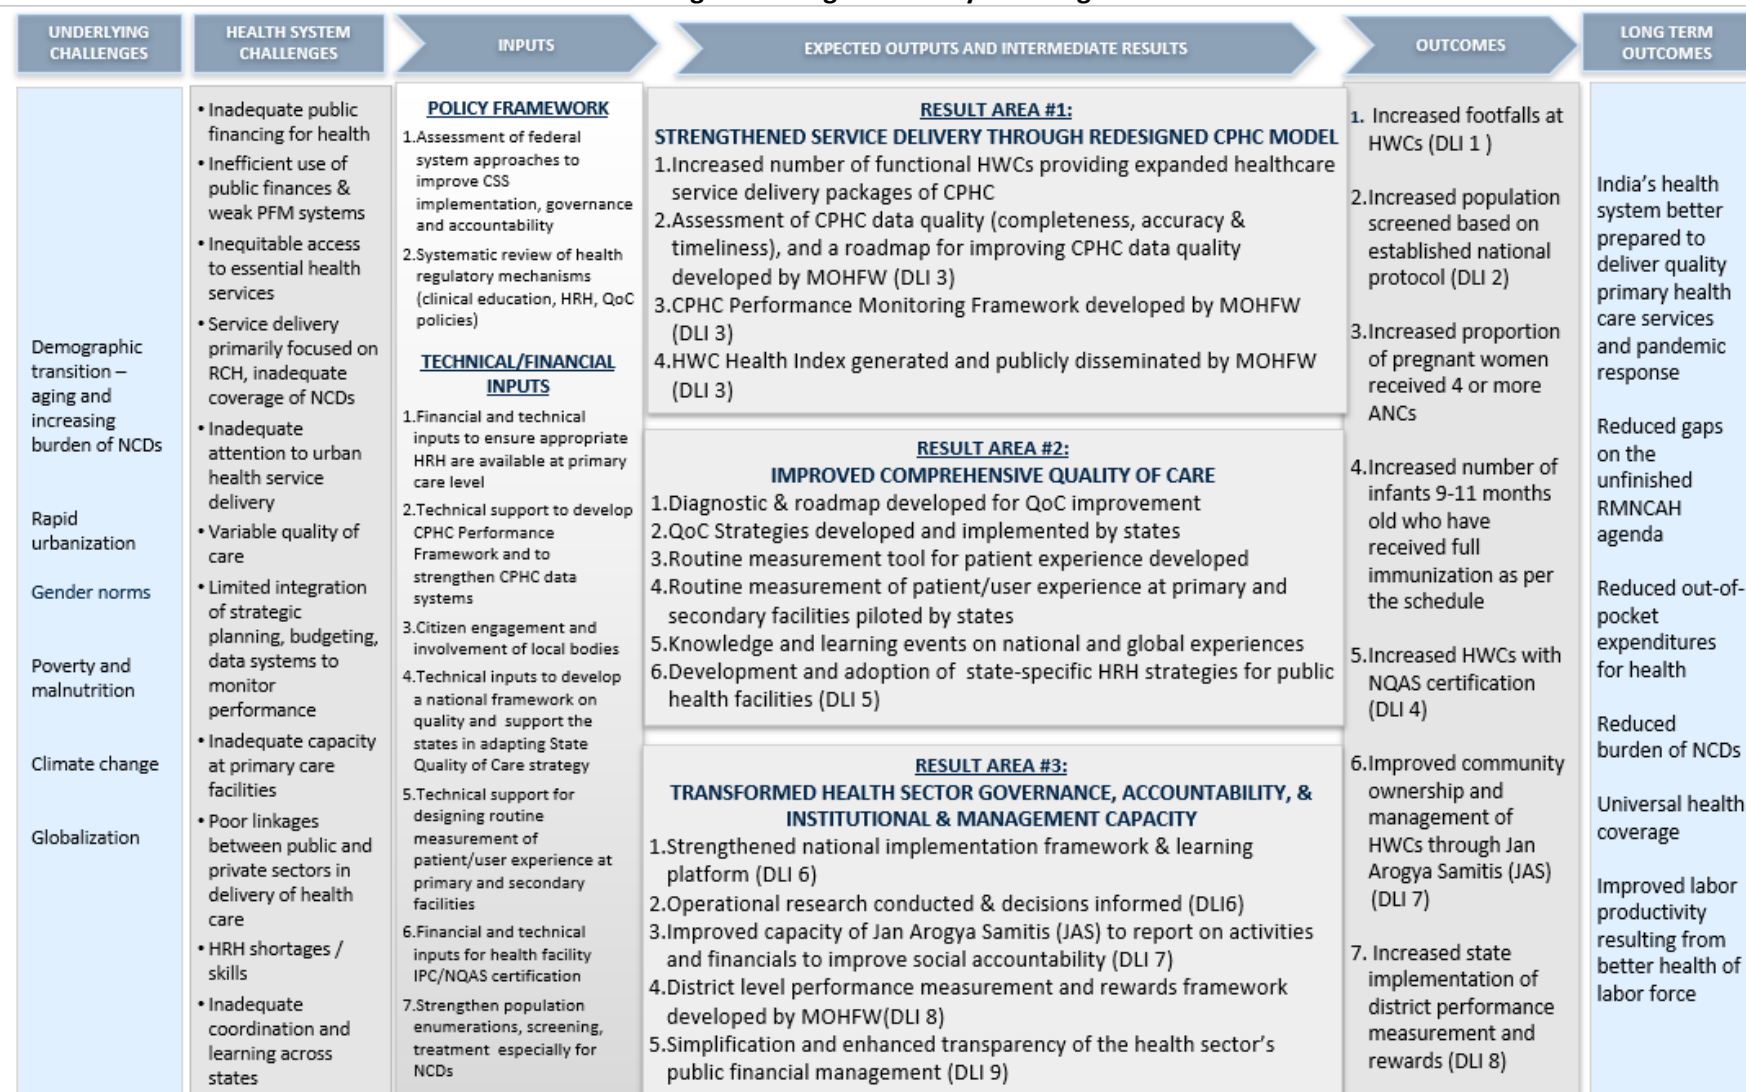 UNDERLYING
CHALLENGES
HEALTH SYSTEM
CHALLENGES
INPUTS
EXPECTED OUTPUTS AND INTERMEDIATE RESULTS
OUTCOMES
LONG TERM
OUTCOMES
Demographic
transition –
aging and
increasing
burden of NCDs
Rapid
urbanization
Gender norms
Poverty and
malnutrition
Climate change
Globalization
• Inadequate public
financing for health
• Inefficient use of
public finances &
weak PFM systems
• Inequitable access
to essential health
services
• Service delivery
primarily focused on
RCH, inadequate
coverage of NCDs
• Inadequate
attention to urban
health service
delivery
• Variable quality of
care
• Limited integration
of strategic
planning, budgeting,
data systems to
monitor
performance
• Inadequate capacity
at primary care
facilities
• Poor linkages
between public and
private sectors in
delivery of health
care
• HRH shortages /
skills
• Inadequate
coordination and
learning across
states
POLICY FRAMEWORK
1.Assessment of federal
system approaches to
improve CSS
implementation, governance
and accountability
2.Systematic review of health
regulatory mechanisms
(clinical education, HRH, QoC
policies)
TECHNICAL/FINANCIAL
INPUTS
1.Financial and technical
inputs to ensure appropriate
HRH are available at primary
care level
2.Technical support to develop
CPHC Performance
Framework and to
strengthen CPHC data
systems
3.Citizen engagement and
involvement of local bodies
4.Technical inputs to develop
a national framework on
quality and support the
states in adapting State
Quality of Care strategy
5.Technical support for
designing routine
measurement of
patient/user experience at
primary and secondary
facilities
6.Financial and technical
inputs for health facility
IPC/NQAS certification
7.Strengthen population
enumerations, screening,
treatment especially for
NCDs
RESULT AREA #1:
STRENGTHENED SERVICE DELIVERY THROUGH REDESIGNED CPHC MODEL
1.Increased number of functional HWCs providing expanded healthcare
service delivery packages of CPHC
2.Assessment of CPHC data quality (completeness, accuracy &
timeliness), and a roadmap for improving CPHC data quality
developed by MOHFW (DLI 3)
3.CPHC Performance Monitoring Framework developed by MOHFW
(DLI 3)
4.HWC Health Index generated and publicly disseminated by MOHFW
(DLI 3)
RESULT AREA #2:
IMPROVED COMPREHENSIVE QUALITY OF CARE
1.Diagnostic & roadmap developed for QoC improvement
2.QoC Strategies developed and implemented by states
3.Routine measurement tool for patient experience developed
4.Routine measurement of patient/user experience at primary and
secondary facilities piloted by states
5.Knowledge and learning events on national and global experiences
6.Development and adoption of state-specific HRH strategies for public
health facilities (DLI 5)
RESULT AREA #3:
TRANSFORMED HEALTH SECTOR GOVERNANCE, ACCOUNTABILITY, &
INSTITUTIONAL & MANAGEMENT CAPACITY
1.Strengthened national implementation framework & learning
platform (DLI 6)
2.Operational research conducted & decisions informed (DLI6)
3.Improved capacity of Jan Arogya Samitis (JAS) to report on activities
and financials to improve social accountability (DLI 7)
4.District level performance measurement and rewards framework
developed by MOHFW(DLI 8)
5.Simplification and enhanced transparency of the health sector's
public financial management (DLI 9)
1. Increased footfalls at
HWCs (DLI 1 )
2.Increased population
screened based on
established national
protocol (DLI 2)
3.Increased proportion
of pregnant women
received 4 or more
ANCs
4.Increased number of
infants 9-11 months
old who have
received full
immunization as per
the schedule
5.Increased HWCs with
NQAS certification
(DLI 4)
6.Improved community
ownership and
management of
HWCs through Jan
Arogya Samitis (JAS)
(DLI 7)
7. Increased state
implementation of
district performance
measurement and
rewards (DLI 8)
India's health
system better
prepared to
deliver quality
primary health
care services
and pandemic
response
Reduced gaps
on the
unfinished
RMNCAH
agenda
Reduced out-of-
pocket
expenditures
for health
Reduced
burden of NCDs
Universal health
coverage
Improved labor
productivity
resulting from
better health of
labor force